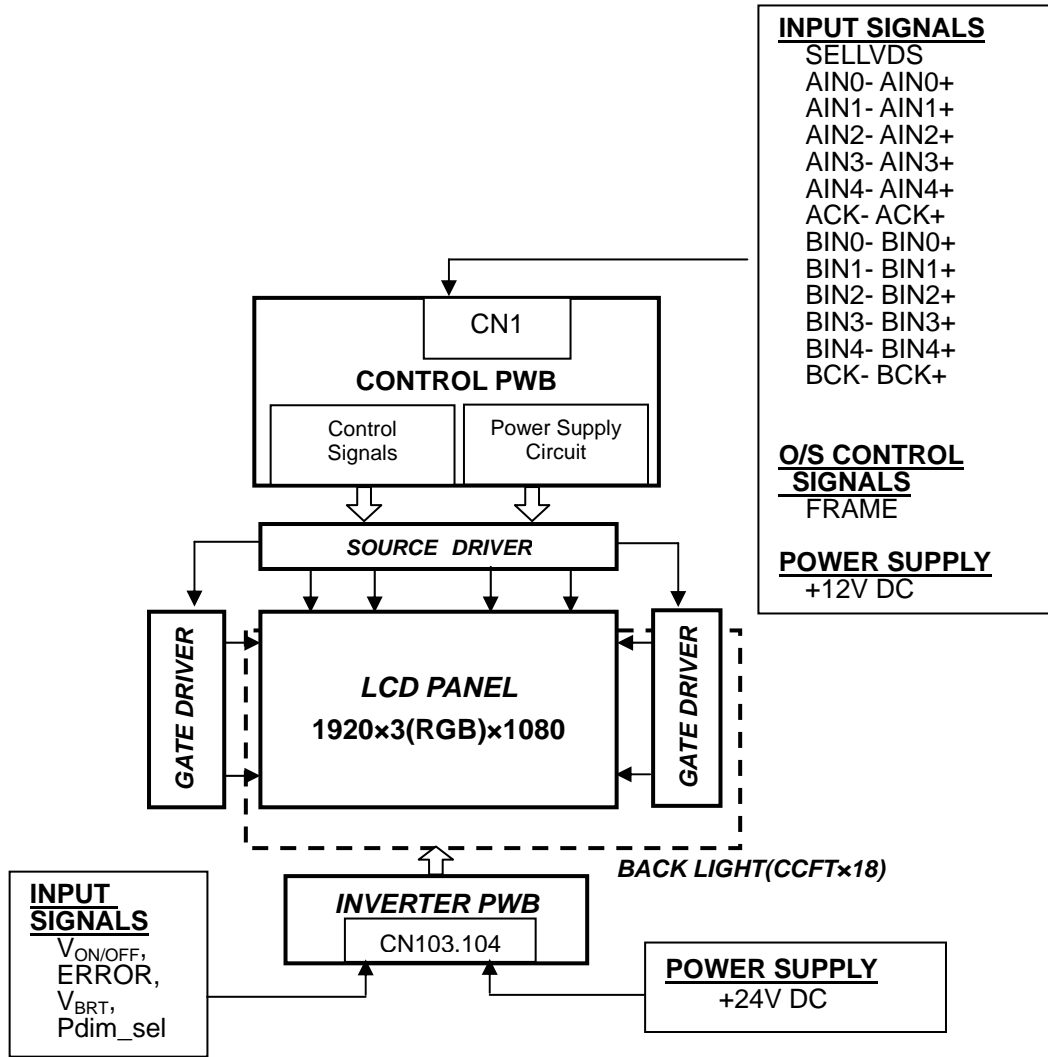 INPUT SIGNALS
SELLVDS
AIN0- AIN0+
AIN1- AIN1+
AIN2- AIN2+
AIN3- AIN3+
AIN4- AIN4+
ACK- ACK+
BIN0- BIN0+
BIN1- BIN1+
BIN2- BIN2+
BIN3- BIN3+
BIN4- BIN4+
BCK- BCK+
O/S CONTROL
SIGNALS
FRAME
POWER SUPPLY
+12V DC
CN1
CONTROL PWB
Control
Signals
Power Supply
Circuit
SOURCE DRIVER
GATE DRIVER
LCD PANEL
1920×3(RGB)×1080
GATE DRIVER
BACK LIGHT(CCFT×18)
INVERTER PWB
CN103.104
INPUT
SIGNALS
VON/OFF,
ERROR,
VBRT,
Pdim_sel
POWER SUPPLY
+24V DC